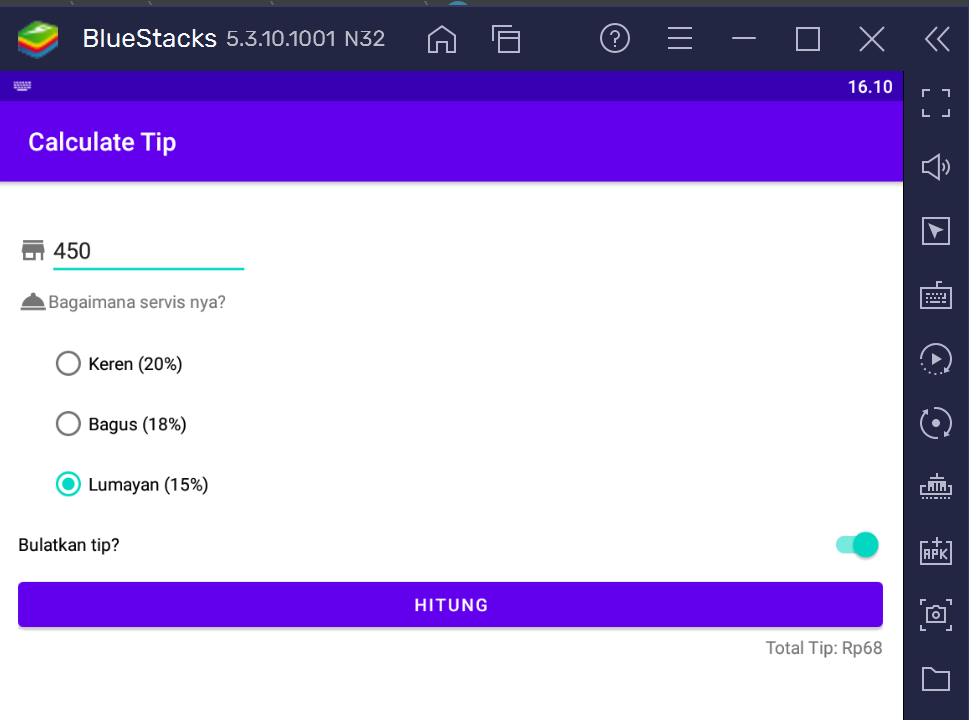 BlueStacks 5.3.10.1001 N32
16.10
Calculate Tip
450
Bagaimana servis nya?
Keren (20%)
Bagus (18%)
Lumayan (15%)
Bulatkan tip?
HITUNG
Total Tip: Rp68
APK